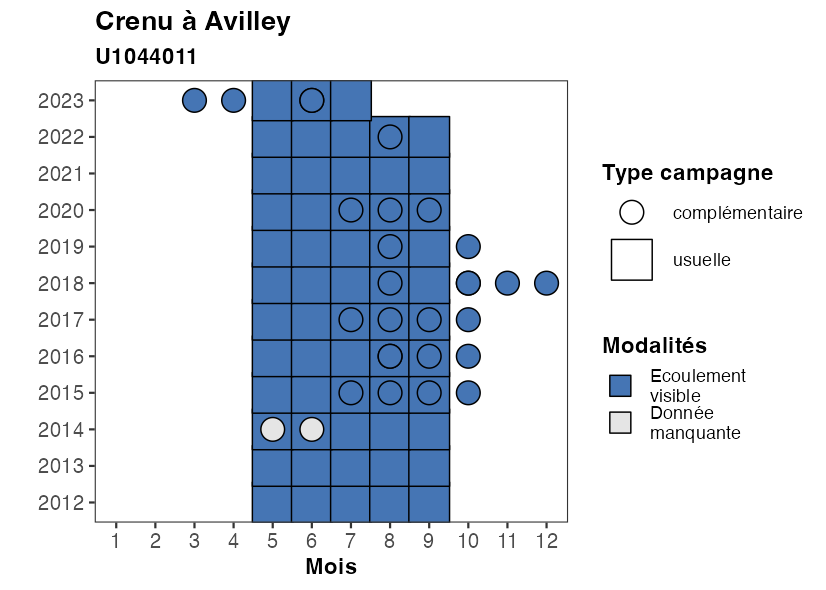 Crenu à Avilley
U1044011
2023
2022
2021
2020
2019
2018
2017
2016
2015
2014
2013
2012
1 2 3 4 5 6 7 8 9 10 11 12
Mois
Type campagne
complémentaire
usuelle
Modalités
Ecoulement
visible
Donnée
manquante